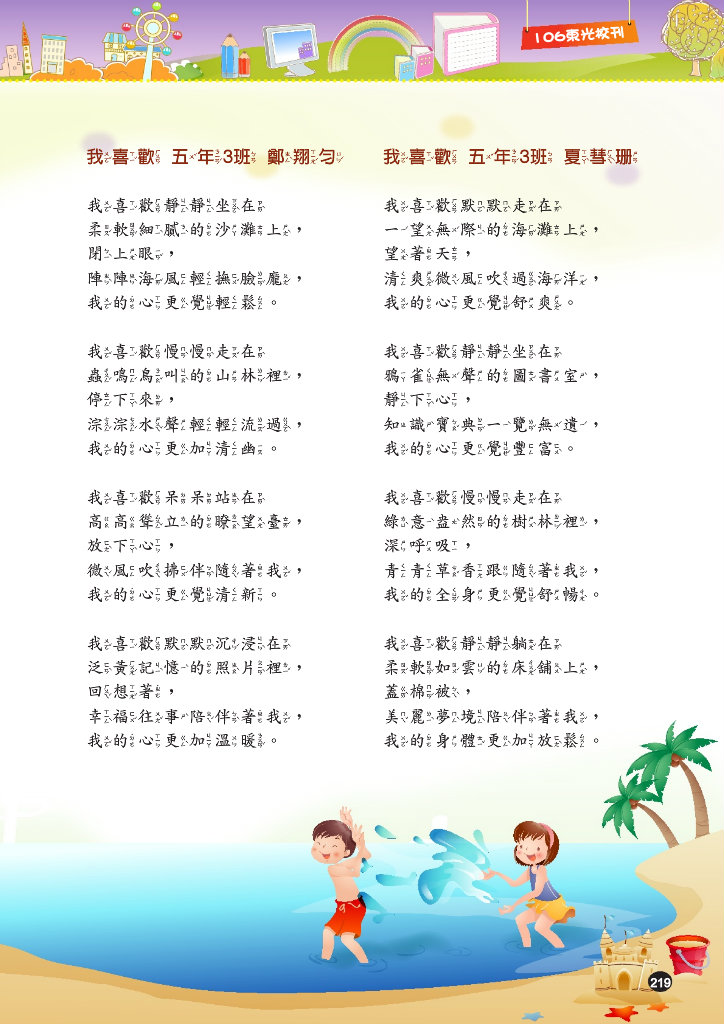 106東光校刊
我喜歡 五年3班 鄭翔勻
我喜歡靜靜坐在
柔軟細膩的沙灘上，
閉上眼，
陣陣海風輕撫臉龐，
我的心更覺輕鬆。
我喜歡慢慢走在
蟲鳴鳥叫的山林裡，
停下來，
淙淙水聲輕輕流過，
我的心更加清幽。
我喜歡呆呆站在
高高聳立的瞭望臺，
放下心，
微風吹拂伴隨著我，
我的心更覺清新。
我喜歡默默沉浸在
泛黃記憶的照片裡，
回想著，
幸福往事陪伴著我，
我的心更加溫暖。
我喜歡 五年3班 夏彗珊
我喜歡默默走在
一望無際的海灘上，
望著天，
清爽微風吹過海洋，
我的心更覺舒爽。
我喜歡靜靜坐在
鴉雀無聲的圖書室，
靜下心，
知識寶典一覽無遺，
我的心更覺豐富。
我喜歡慢慢走在
綠意盎然的樹林裡，
深呼吸，
青青草香跟隨著我，
我的全身更覺舒暢。
我喜歡靜靜躺在
柔軟如雲的床舖上，
蓋棉被，
美麗夢境陪伴著我，
我的身體更加放鬆。
219